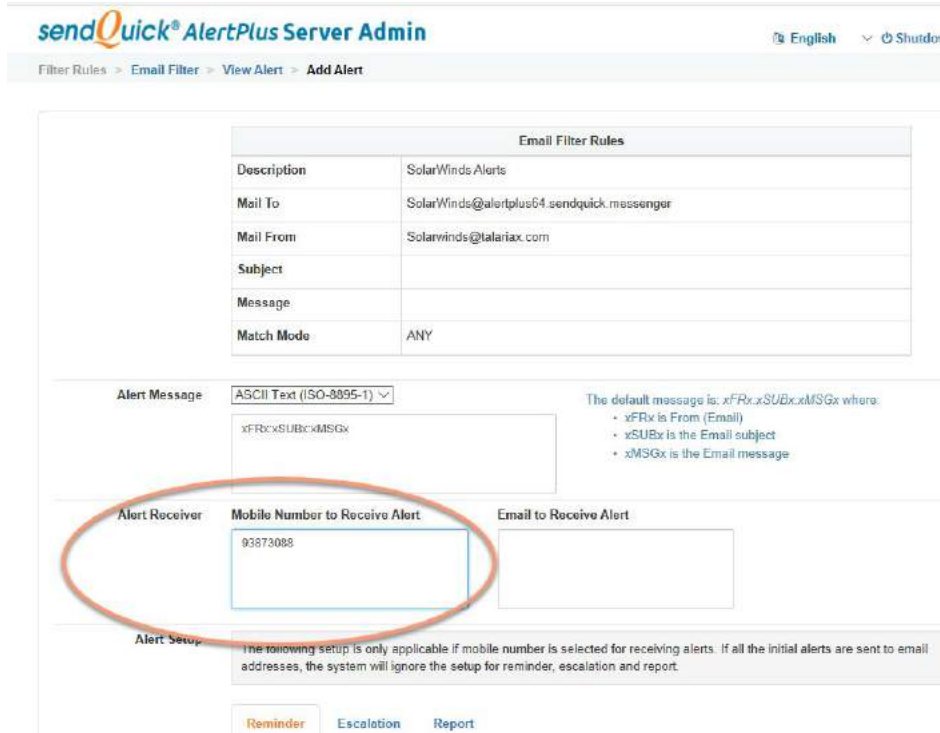 sendQuick® AlertPlus Server Admin
English Shutdo
Filter Rules > Email Filter > View Alert > Add Alert
Email Filter Rules
Description SolarWinds Alerts
Mail To SolarWinds@alertplus64.sendquick.messenger
Mail From Solarwinds@talariax.com
Subject
Message
Match Mode ANY
Alert Message ASCII Text (ISO-8895-1)
The default message is: xFRx:xSUBx:xMSGx where:
xFRx:xSUBx:xMSGx
• xFRx is From (Email)
• xSUBx is the Email subject
• xMSGx is the Email message
Alert Receiver Mobile Number to Receive Alert Email to Receive Alert
93873088
Alert Setup
The following setup is only applicable if mobile number is selected for receiving alerts. If all the initial alerts are sent to email
addresses, the system will ignore the setup for reminder, escalation and report.
Reminder Escalation Report